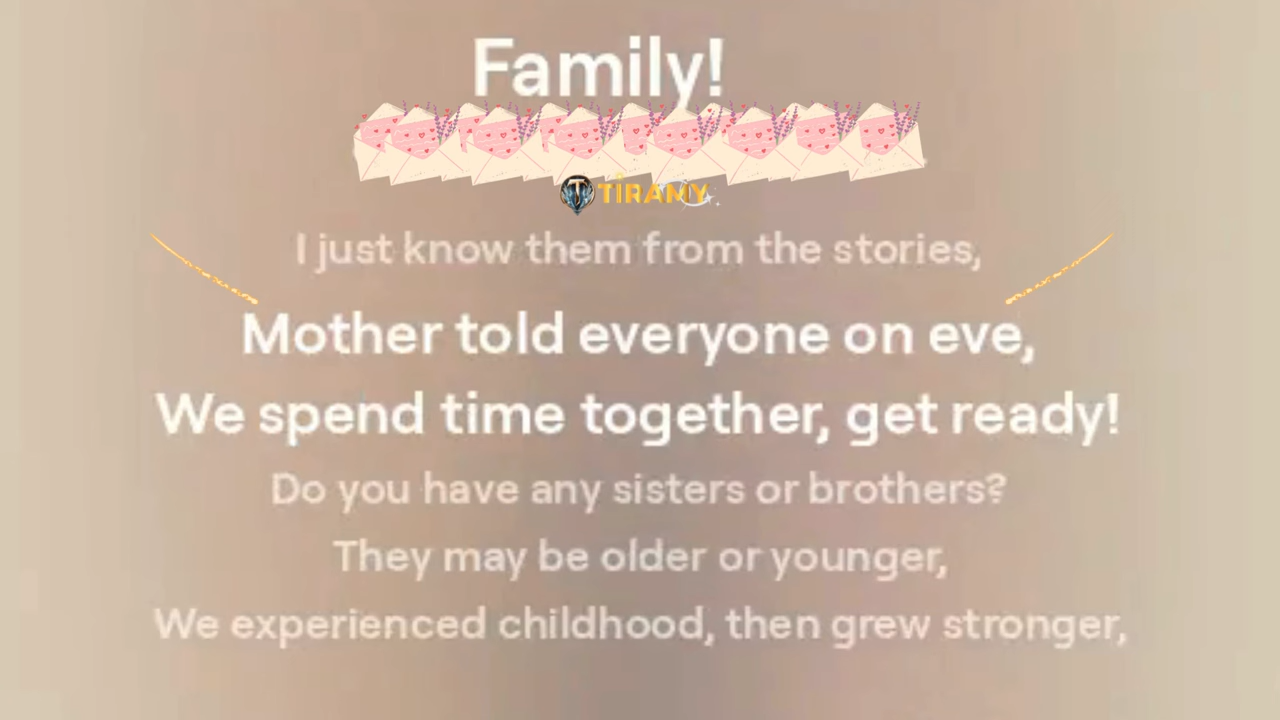 Family!
TIRAMY
I just know them from the stories,
Mother told everyone on eve,
We spend time together, get ready!
Do you have any sisters or brothers?
They may be older or younger,
We experienced childhood, then grew stronger,